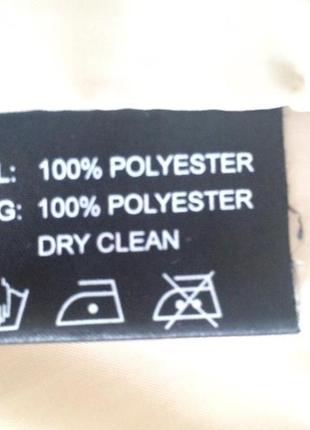 L: 100% POLYESTER
G: 100% POLYESTER
DRY CLEAN